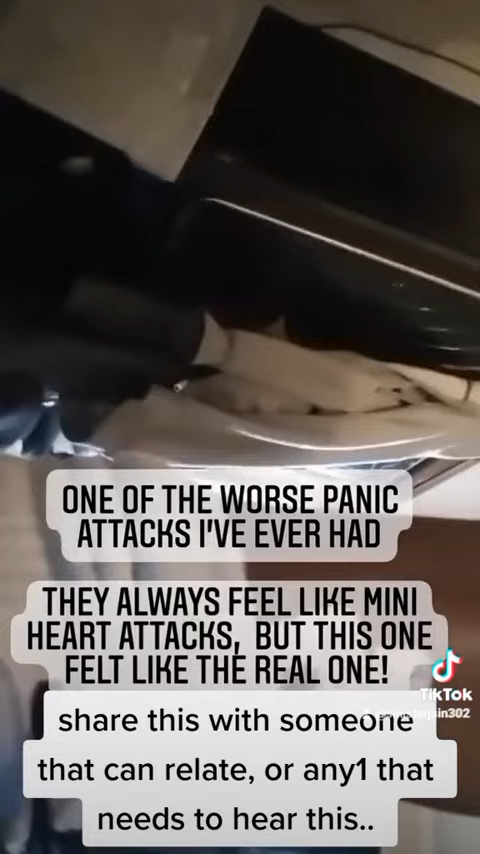 ONE OF THE WORSE PANIC
ATTACKS I'VE EVER HAD
THEY ALWAYS FEEL LIKE MINI
HEART ATTACKS, BUT THIS ONE
FELT LIKE THE REAL ONE!
TikTok
share this with someone
that can relate, or any1 that
needs to hear this..